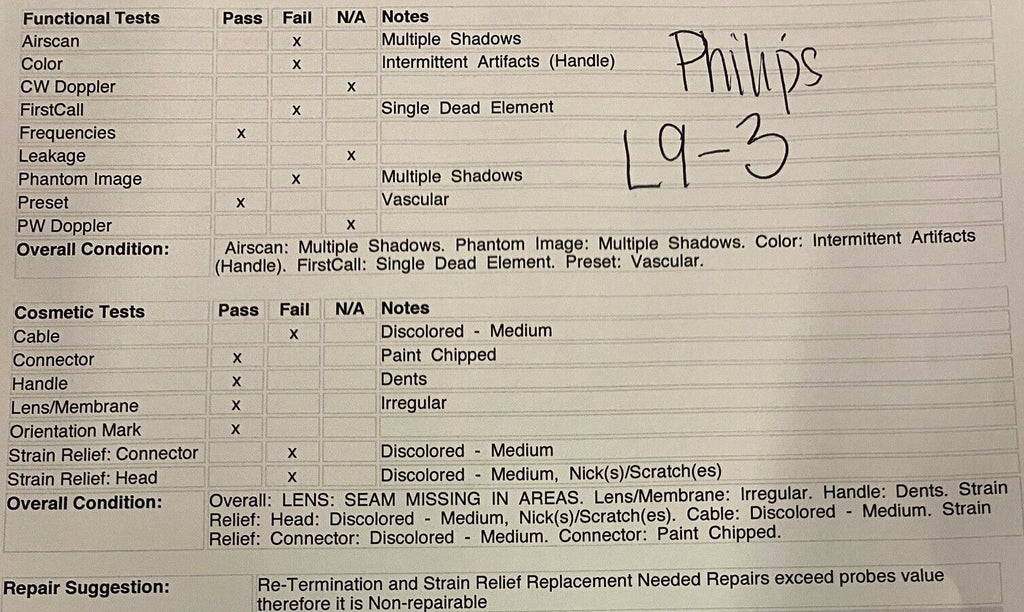 Functional Tests Pass Fail N/A Notes
Airscan x Multiple Shadows
Color x Intermittent Artifacts (Handle)
CW Doppler x
FirstCall x Single Dead Element
Frequencies x
Leakage x
Phantom Image x Multiple Shadows
Preset x Vascular
PW Doppler x
Overall Condition: Airscan: Multiple Shadows. Phantom Image: Multiple Shadows. Color: Intermittent Artifacts
(Handle). FirstCall: Single Dead Element. Preset: Vascular.
Philips
L9-3
Cosmetic Tests Pass Fail N/A Notes
Cable x Discolored - Medium
Connector x Paint Chipped
Handle x Dents
Lens/Membrane x Irregular
Orientation Mark x
Strain Relief: Connector x Discolored - Medium
Strain Relief: Head x Discolored - Medium, Nick(s)/Scratch(es)
Overall Condition: Overall: LENS: SEAM MISSING IN AREAS. Lens/Membrane: Irregular. Handle: Dents. Strain
Relief: Head: Discolored - Medium, Nick(s)/Scratch(es). Cable: Discolored - Medium. Strain
Relief: Connector: Discolored - Medium. Connector: Paint Chipped.
Repair Suggestion: Re-Termination and Strain Relief Replacement Needed Repairs exceed probes value
therefore it is Non-repairable